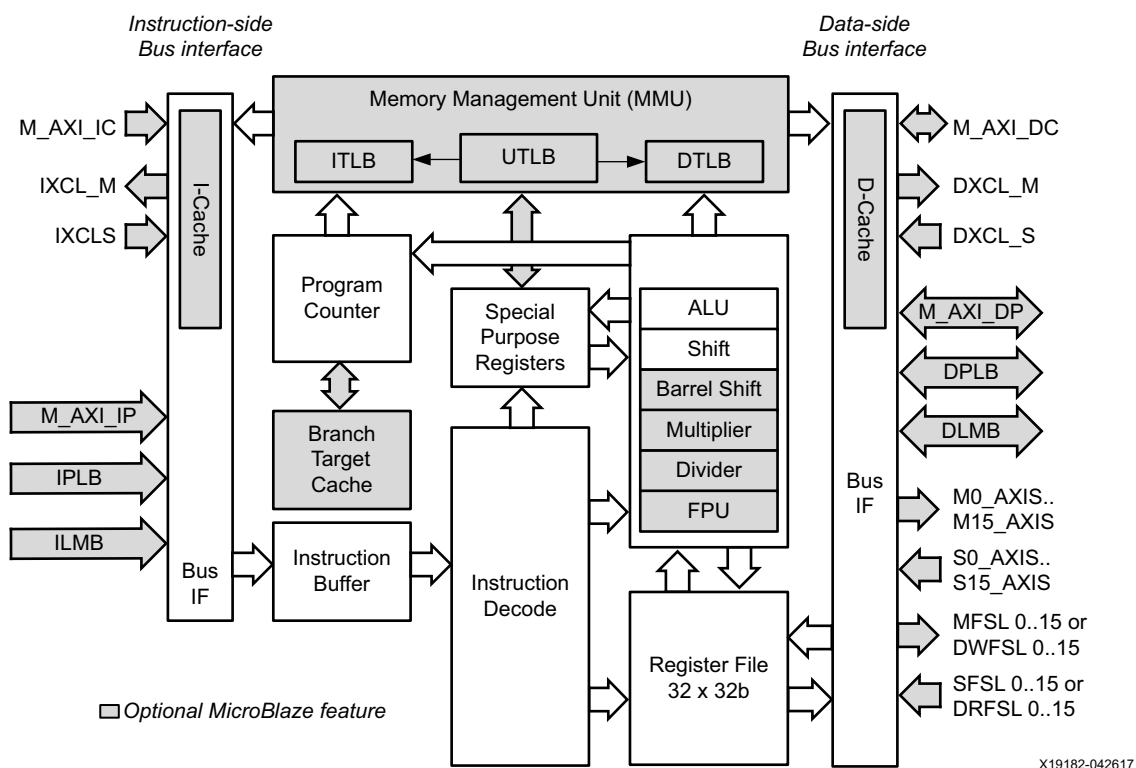 Instruction-side
Bus interface
Data-side
Bus interface
Memory Management Unit (MMU)
ITLB
UTLB
DTLB
M_AXI_IC
IXCL_M
IXCLS
I-Cache
D-Cache
M_AXI_DC
DXCL_M
DXCL_S
Program
Counter
Special
Purpose
Registers
ALU
Shift
Barrel Shift
Multiplier
Divider
FPU
M_AXI_DP
DPLB
DLMB
M_AXI_IP
IPLB
ILMB
Branch
Target
Cache
Bus
IF
Instruction
Buffer
Instruction
Decode
Register File
32 x 32b
Bus
IF
M0_AXIS..
M15_AXIS
S0_AXIS..
S15_AXIS
MFSL 0..15 or
DWFSL 0..15
SFSL 0..15 or
DRFSL 0..15
Optional MicroBlaze feature
X19182-042617